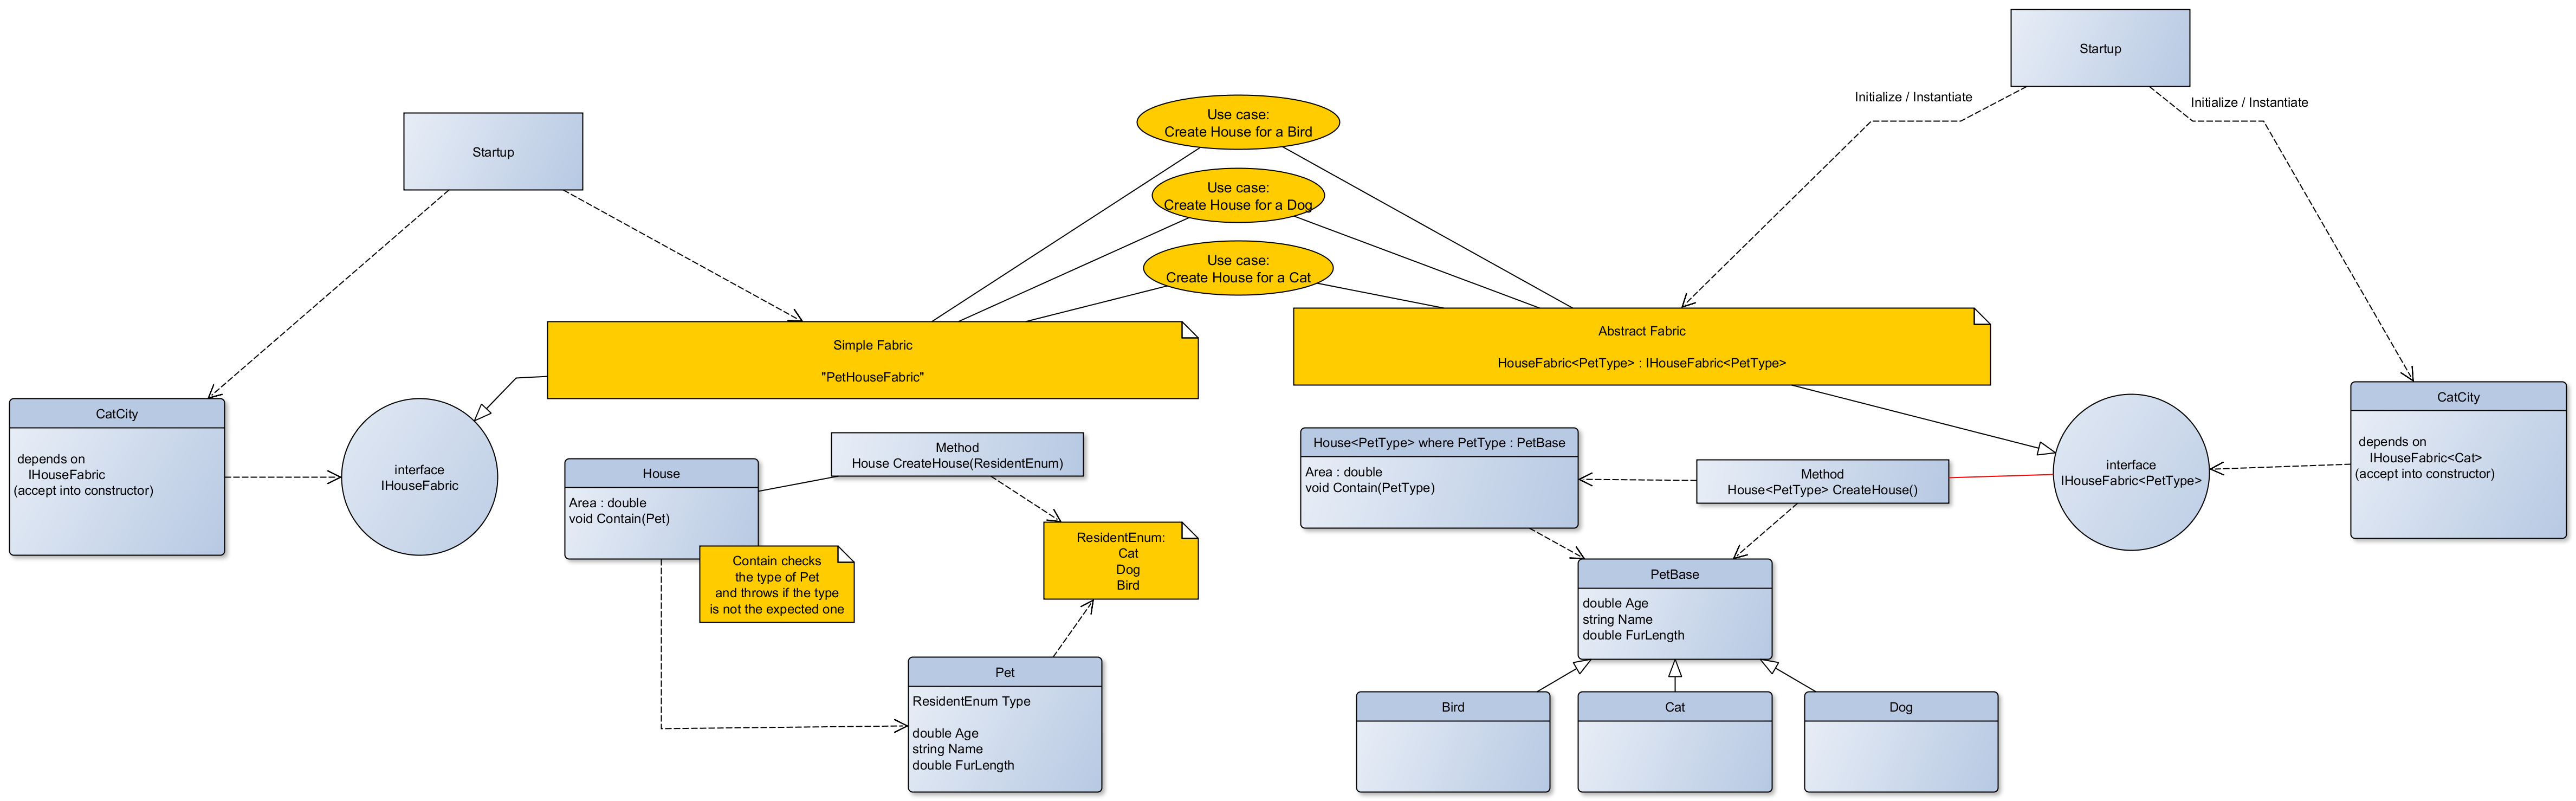 Startup
Initialize / Instantiate
Initialize / Instantiate
Use case:
Create House for a Bird
Startup
Use case:
Create House for a Dog
Use case:
Create House for a Cat
Simple Fabric
"PetHouseFabric"
Abstract Fabric
HouseFabric<PetType> : IHouseFabric<PetType>
CatCity
depends on
IHouseFabric
(accept into constructor)
interface
IHouseFabric
House
Area : double
void Contain(Pet)
Contain checks
the type of Pet
and throws if the type
is not the expected one
Method
House CreateHouse(ResidentEnum)
ResidentEnum:
Cat
Dog
Bird
Pet
ResidentEnum Type
double Age
string Name
double FurLength
House<PetType> where PetType : PetBase
Area : double
void Contain(PetType)
Method
House<PetType> CreateHouse()
interface
IHouseFabric<PetType>
CatCity
depends on
IHouseFabric<Cat>
(accept into constructor)
PetBase
double Age
string Name
double FurLength
Bird
Cat
Dog